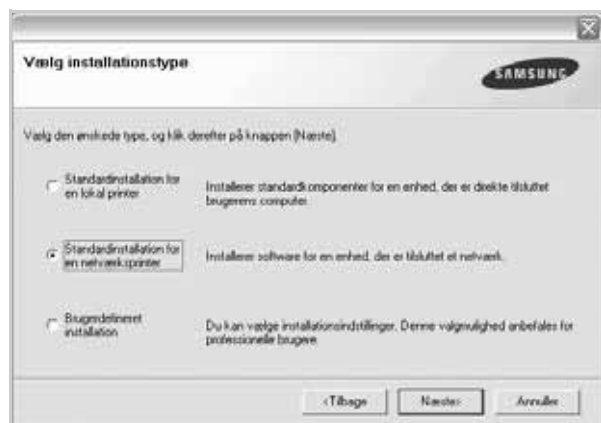 Vælg installationstype
SAMSUNG
Vælg den ønskede type, og klik derefter på knappen [Næste].
Standardinstallation for
en lokal printer
Installerer standardkomponenter for en enhed, der er direkte tilsluttet
brugerens computer.
Standardinstallation for
en netværksprinter
Installerer software for en enhed, der er tilsluttet et netværk.
Brugerdefineret
installation
Du kan vælge installationsindstillinger. Denne valgmulighed anbefales for
professionelle brugere.
<Tilbage
Næste>
Annuller